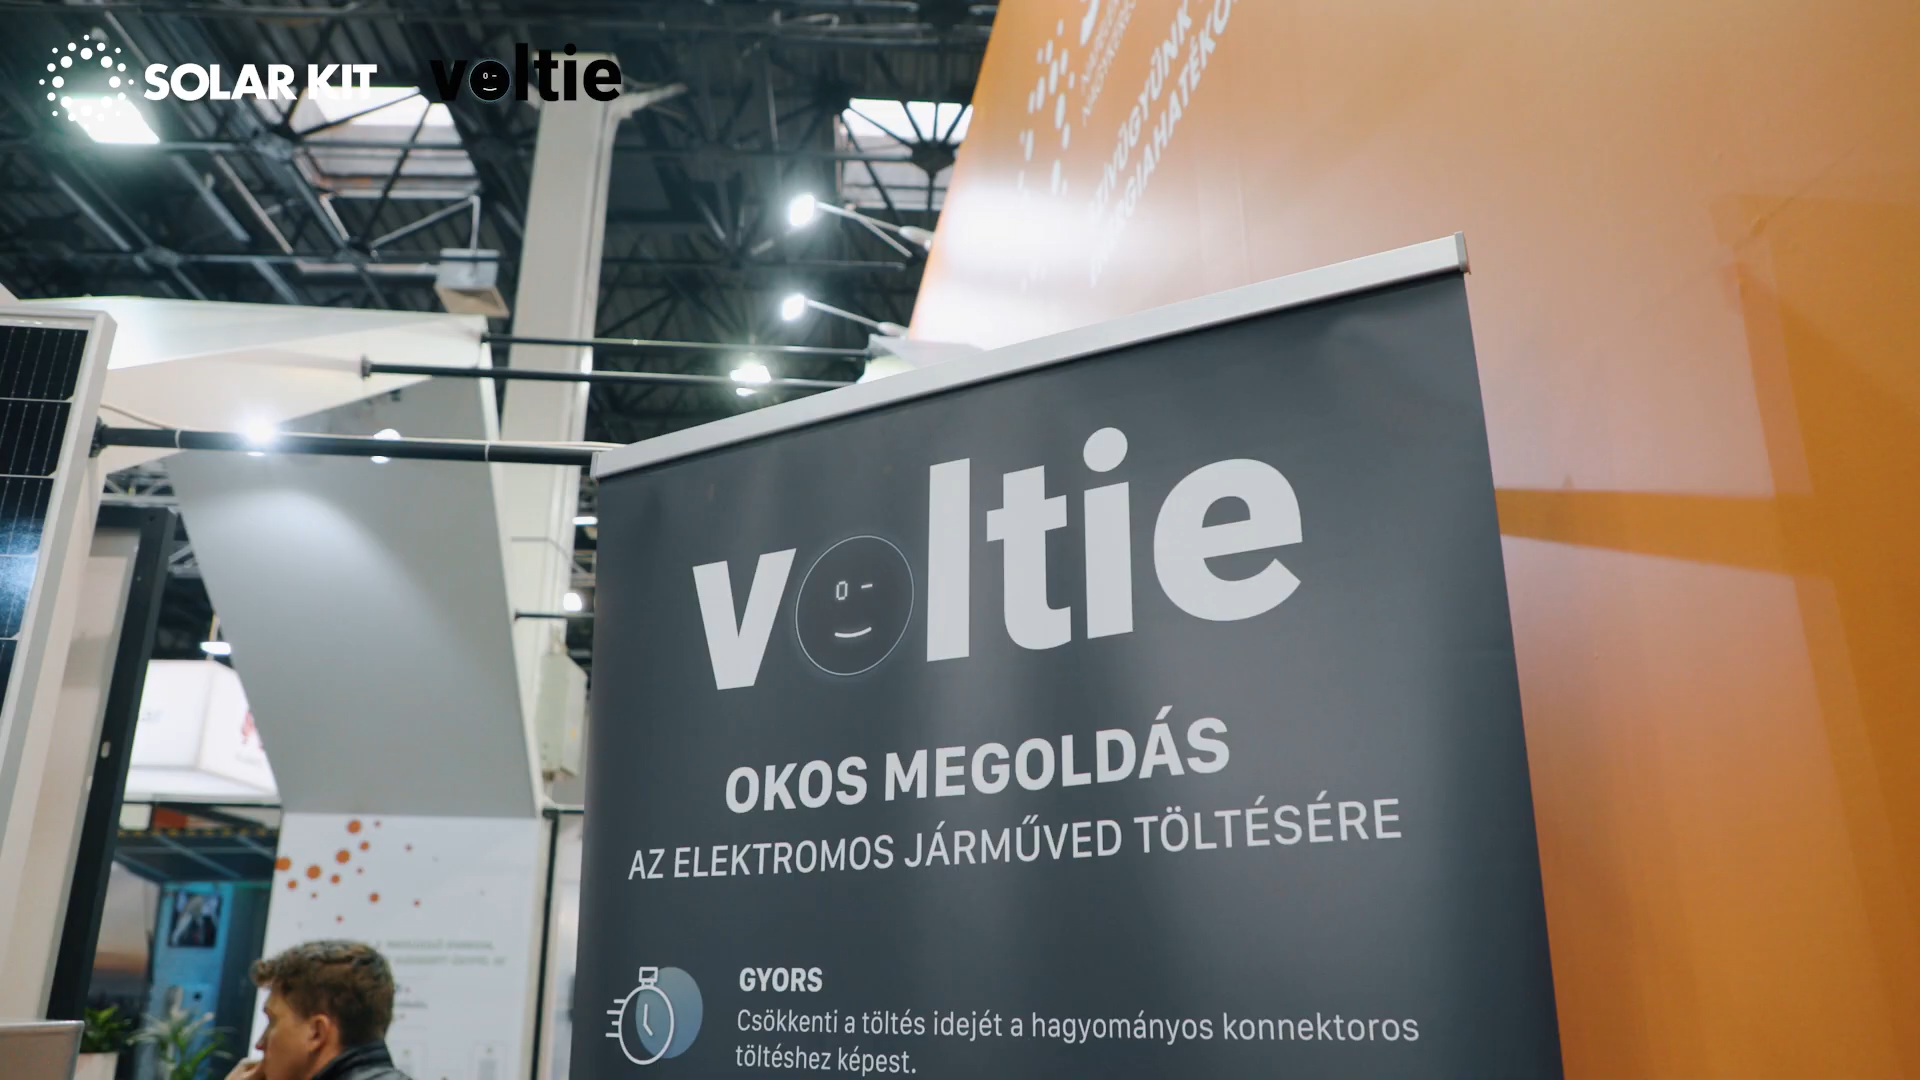 SOLAR KIT voltie
voltie
OKOS MEGOLDÁS
AZ ELEKTROMOS JÁRMŰVED TÖLTÉSÉRE
GYORS
Csökkenti a töltés idejét a hagyományos konnektoros
töltéshez képest.